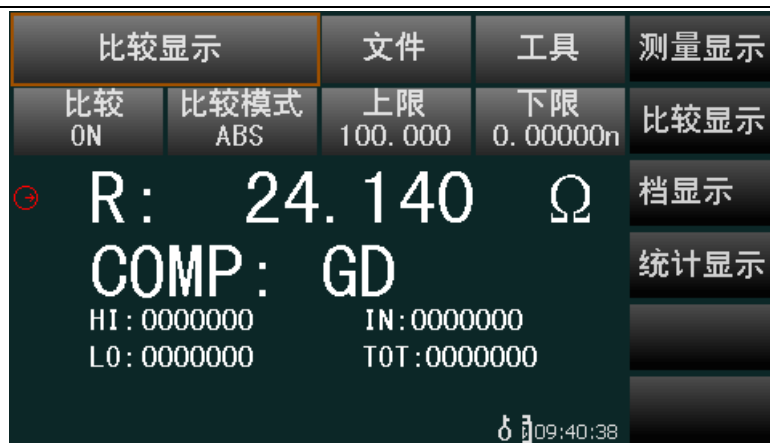 比较显示 文件 工具 测量显示
比较 比较模式 上限 下限
ON ABS 100.000 0.00000n
比较显示
R: 24.140 Ω
档显示
COMP: GD
统计显示
HI:0000000 IN:0000000
LO:0000000 TOT:0000000
09:40:38